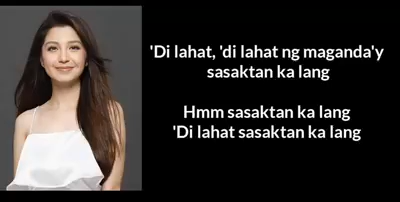 'Di lahat, 'di lahat ng maganda'y
sasaktan ka lang
Hmm sasaktan ka lang
'Di lahat sasaktan ka lang